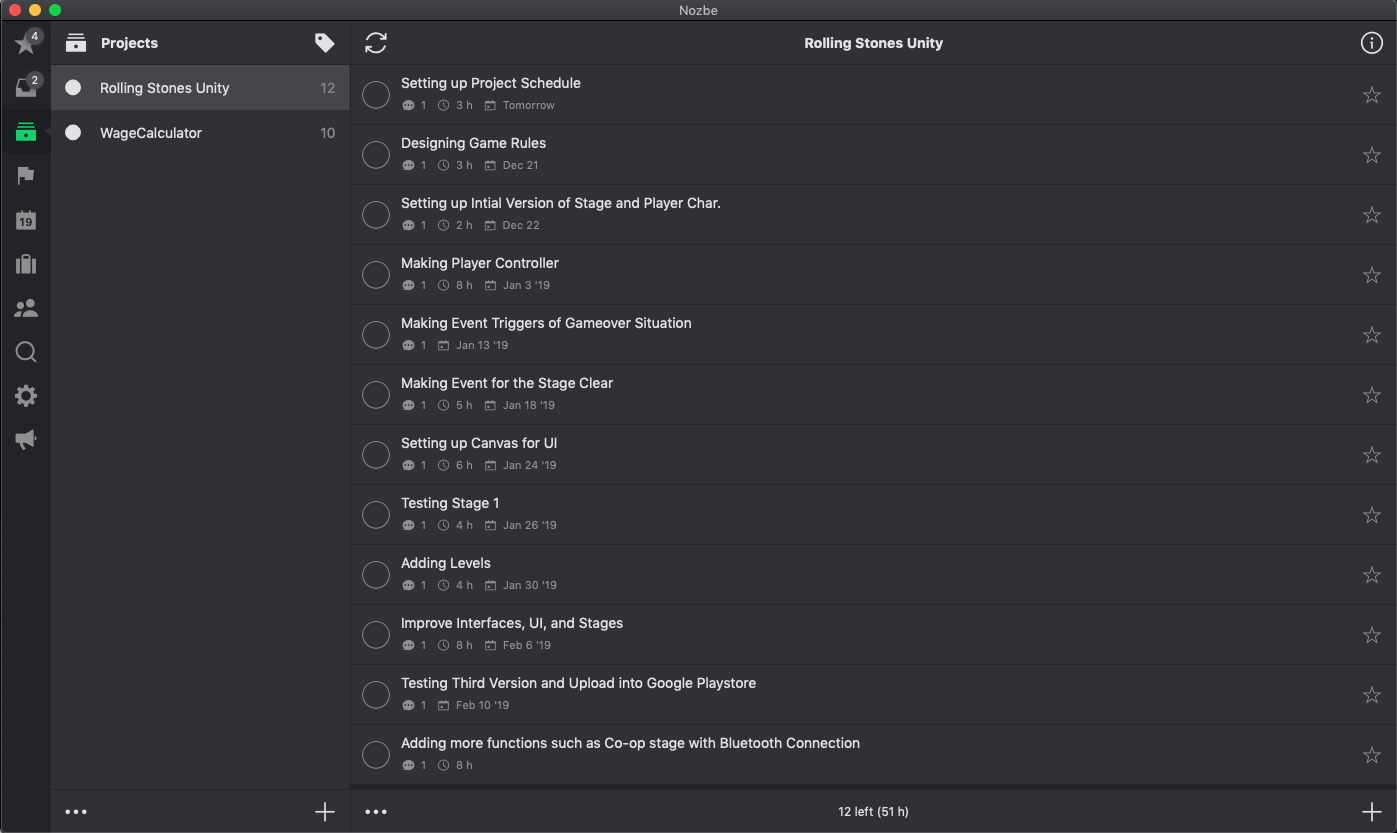 Nozbe
4
Projects
Rolling Stones Unity
2
Rolling Stones Unity 12
WageCalculator 10
19
Setting up Project Schedule
1 3 h Tomorrow
Designing Game Rules
1 3 h Dec 21
Setting up Intial Version of Stage and Player Char.
1 2 h Dec 22
Making Player Controller
1 8 h Jan 3 '19
Making Event Triggers of Gameover Situation
1 Jan 13 '19
Making Event for the Stage Clear
1 5 h Jan 18 '19
Setting up Canvas for UI
1 6 h Jan 24 '19
Testing Stage 1
1 4 h Jan 26 '19
Adding Levels
1 4 h Jan 30 '19
Improve Interfaces, UI, and Stages
1 8 h Feb 6 '19
Testing Third Version and Upload into Google Playstore
1 Feb 10 '19
Adding more functions such as Co-op stage with Bluetooth Connection
1 8 h
12 left (51 h)